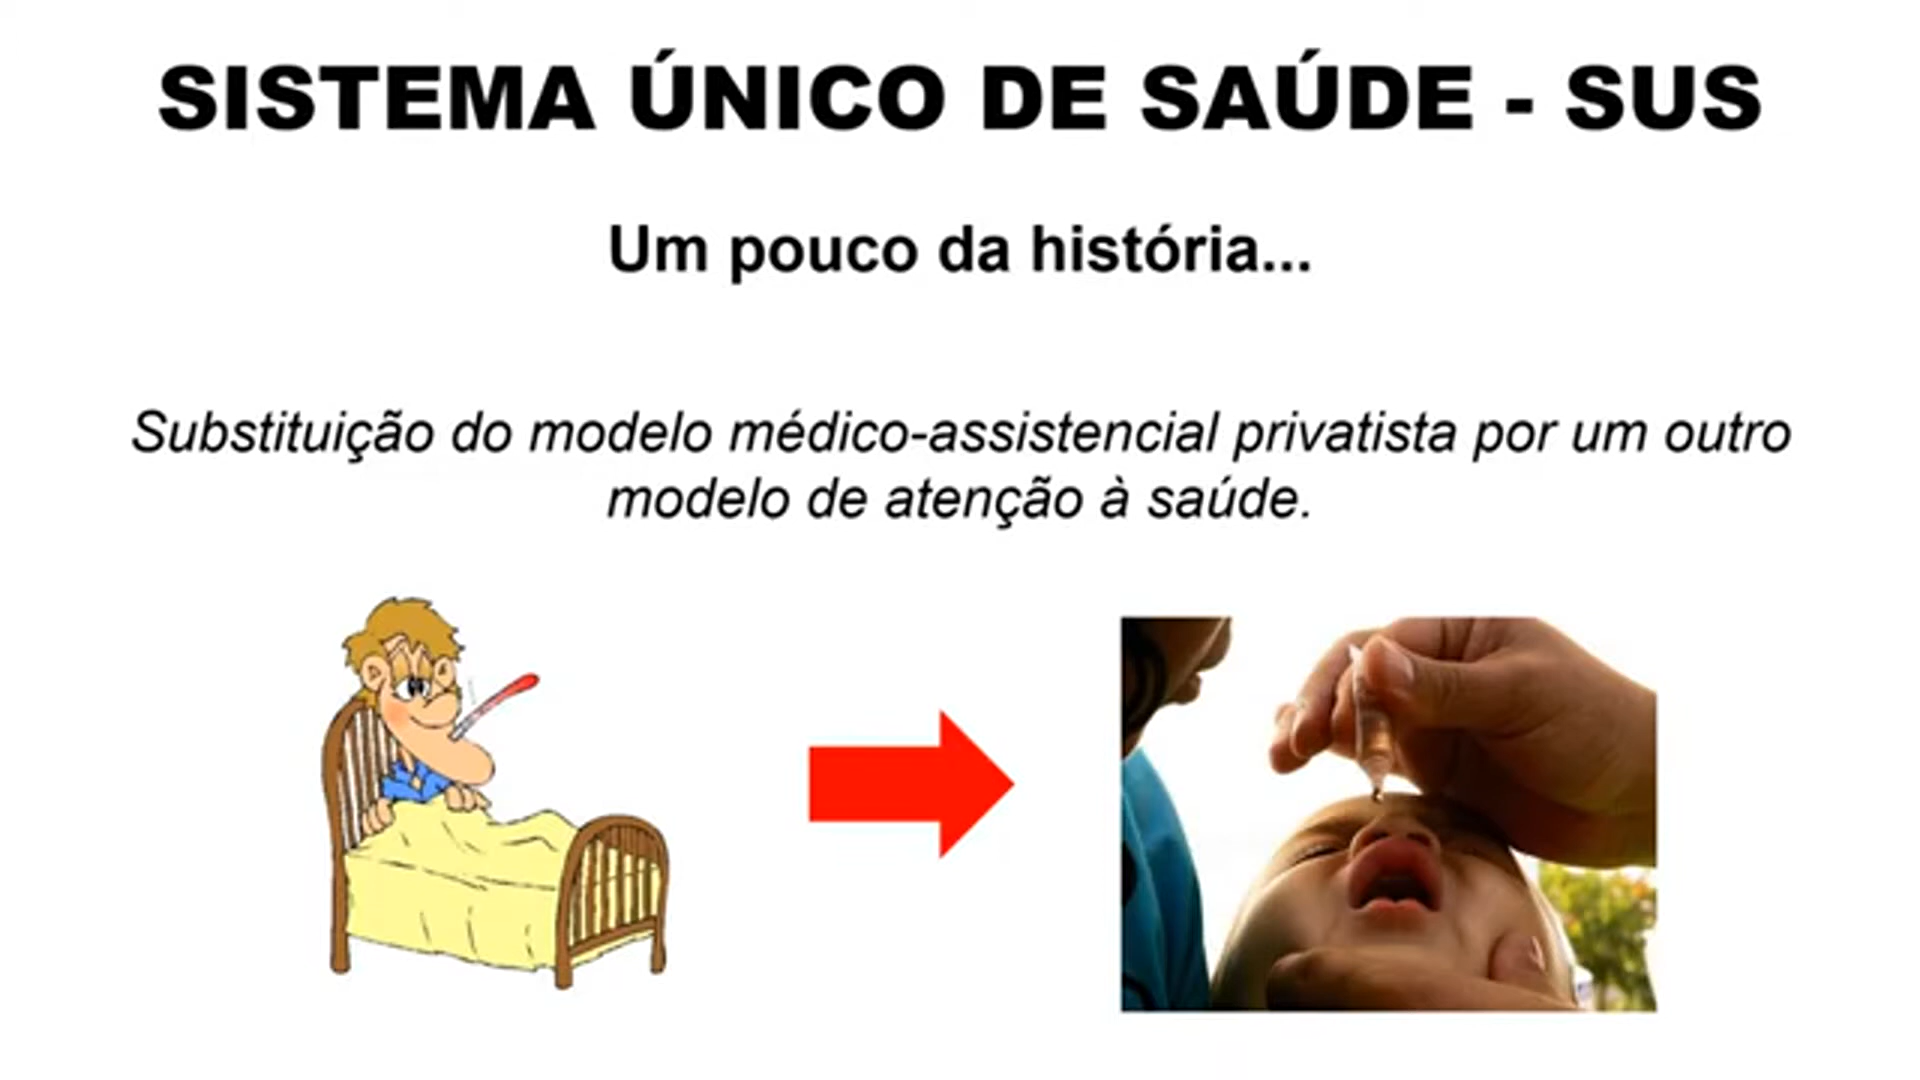 SISTEMA ÚNICO DE SAÚDE - SUS
Um pouco da história...
Substituição do modelo médico-assistencial privatista por um outro
modelo de atenção à saúde.